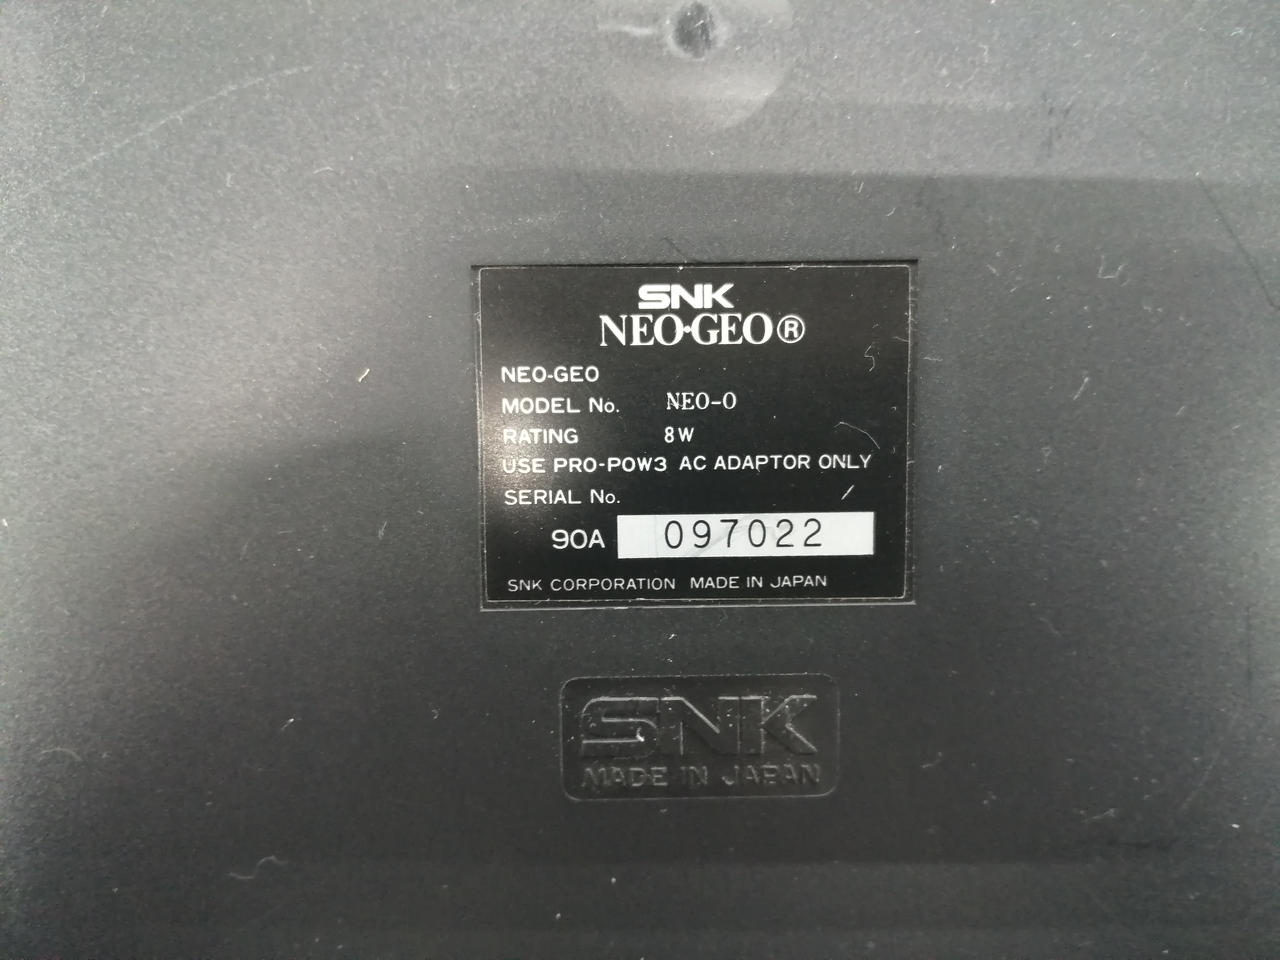 SNK
NEO·GEO®
NEO-GEO
MODEL No. NEO-O
RATING 8W
USE PRO-POW3 AC ADAPTOR ONLY
SERIAL No.
90A 097022
SNK CORPORATION MADE IN JAPAN
SNK
MADE IN JAPAN